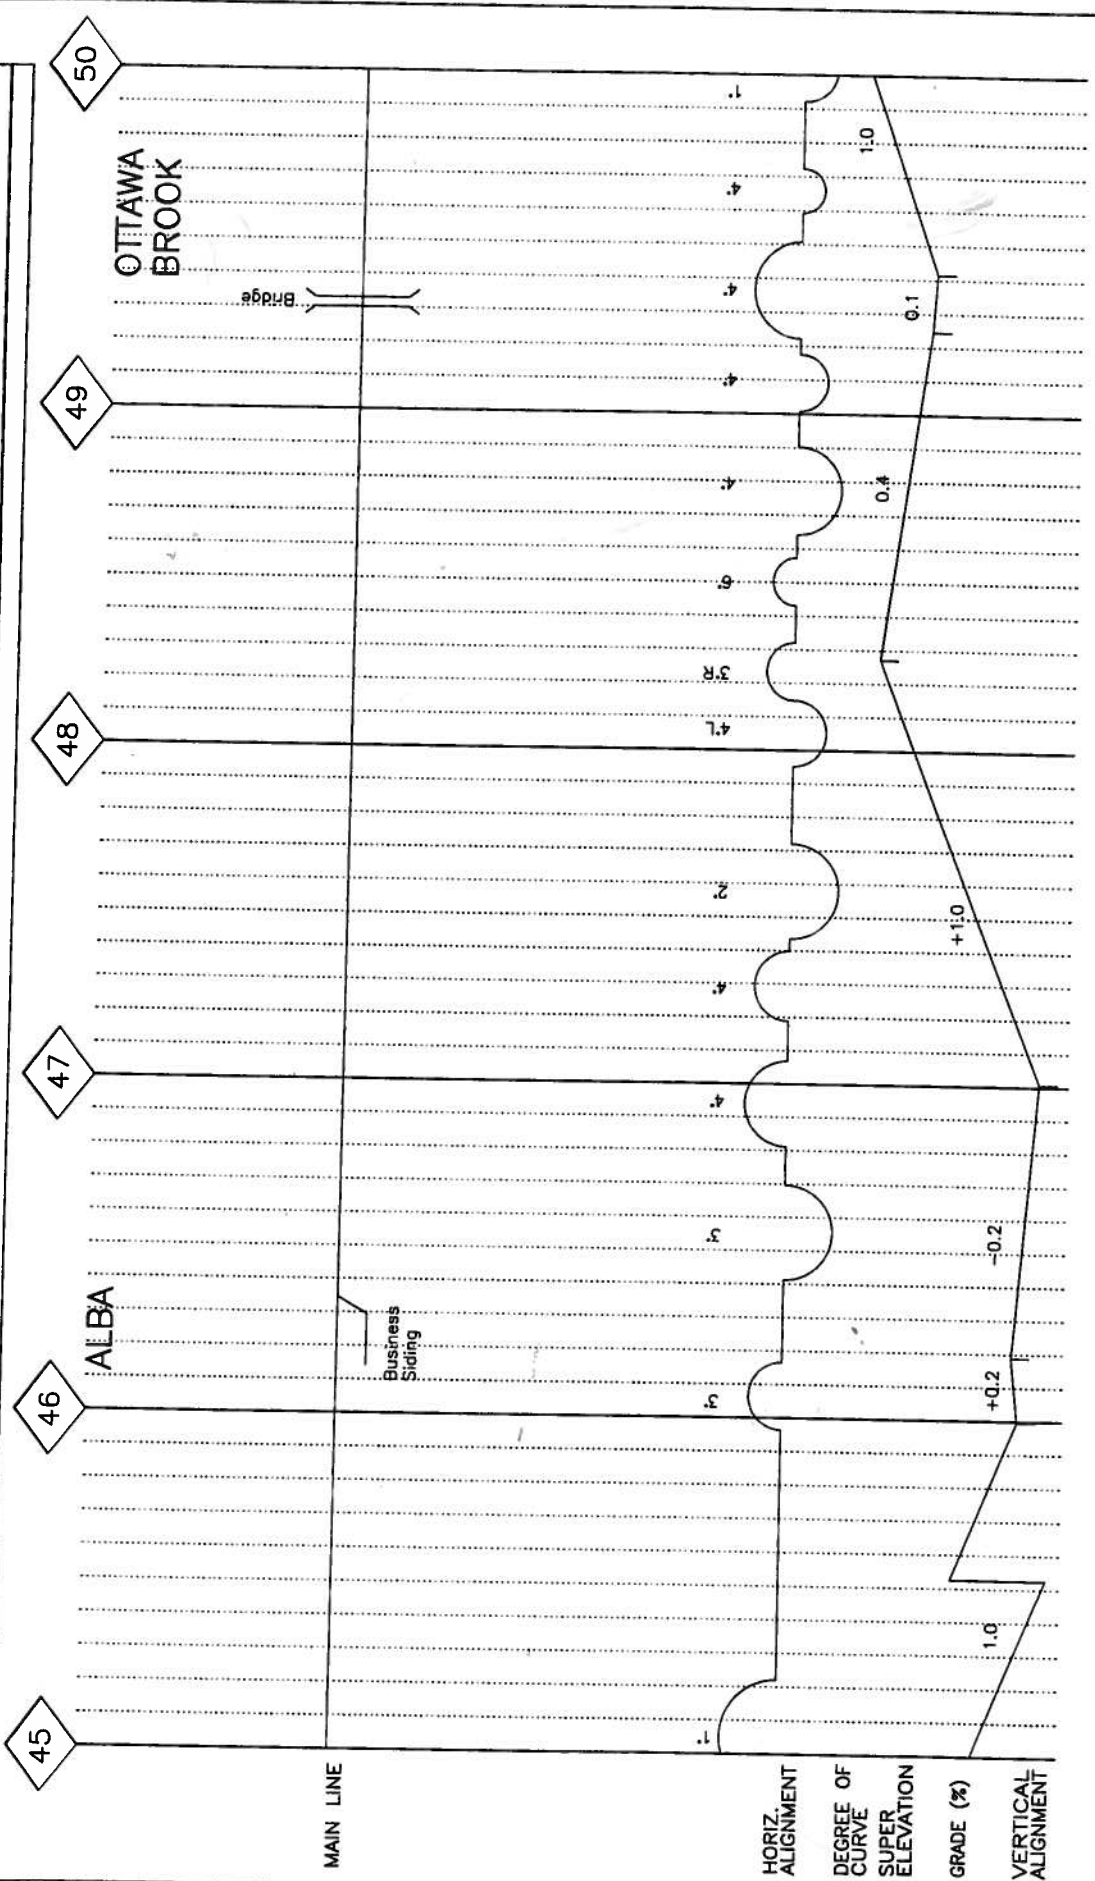 45
46
47
48
49
50
ALBA
OTTAWA
BROOK
MAIN LINE
Business
Siding
Bridge
HORIZ.
ALIGNMENT
DEGREE OF
CURVE
1°
3°
3°
4°
4°
2°
4°L
3°R
6°
4°
4°
4°
4°
1°
SUPER
ELEVATION
GRADE (%)
1.0
+0.2
-0.2
+1.0
0.4
0.1
1.0
VERTICAL
ALIGNMENT